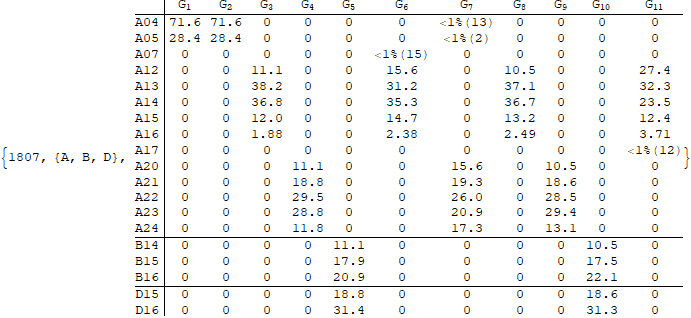 G1 G2 G3 G4 G5 G6 G7 G8 G9 G10 G11
A04 71.6 71.6 0 0 0 0 <1%(13) 0 0 0 0
A05 28.4 28.4 0 0 0 0 <1%(2) 0 0 0 0
A07 0 0 0 0 0 <1%(15) 0 0 0 0 0
A12 0 0 11.1 0 0 15.6 0 10.5 0 0 27.4
A13 0 0 38.2 0 0 31.2 0 37.1 0 0 32.3
A14 0 0 36.8 0 0 35.3 0 36.7 0 0 23.5
A15 0 0 12.0 0 0 14.7 0 13.2 0 0 12.4
A16 0 0 1.88 0 0 2.38 0 2.49 0 0 3.71
{1807, {A, B, D}, A17 0 0 0 0 0 0 0 0 0 0 <1%(12)}
A20 0 0 0 11.1 0 0 15.6 0 10.5 0 0
A21 0 0 0 18.8 0 0 19.3 0 18.6 0 0
A22 0 0 0 29.5 0 0 26.0 0 28.5 0 0
A23 0 0 0 28.8 0 0 20.9 0 29.4 0 0
A24 0 0 0 11.8 0 0 17.3 0 13.1 0 0
B14 0 0 0 0 11.1 0 0 0 0 10.5 0
B15 0 0 0 0 17.9 0 0 0 0 17.5 0
B16 0 0 0 0 20.9 0 0 0 0 22.1 0
D15 0 0 0 0 18.8 0 0 0 0 18.6 0
D16 0 0 0 0 31.4 0 0 0 0 31.3 0